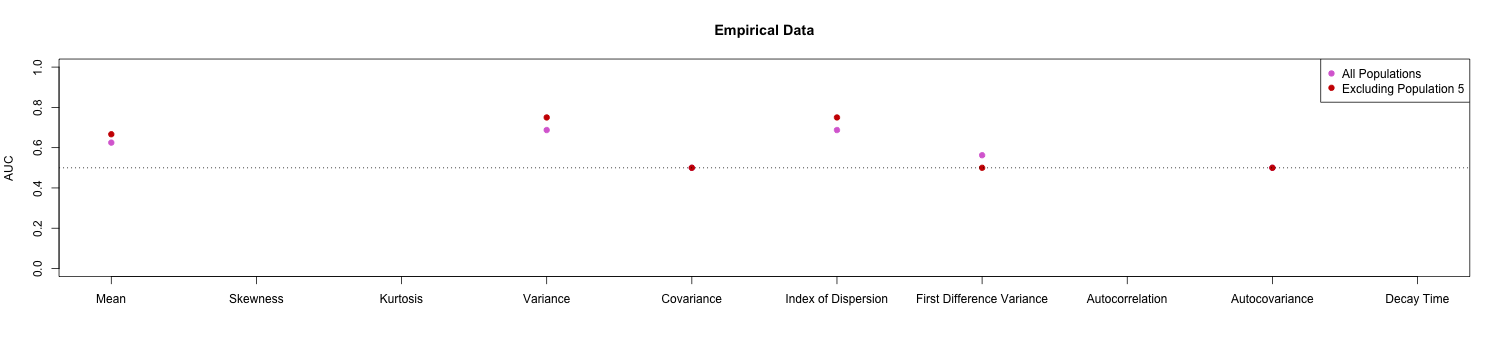 Empirical Data
All Populations
Excluding Population 5
AUC
1.0
0.8
0.6
0.4
0.2
0.0
Mean Skewness Kurtosis Variance Covariance Index of Dispersion First Difference Variance Autocorrelation Autocovariance Decay Time